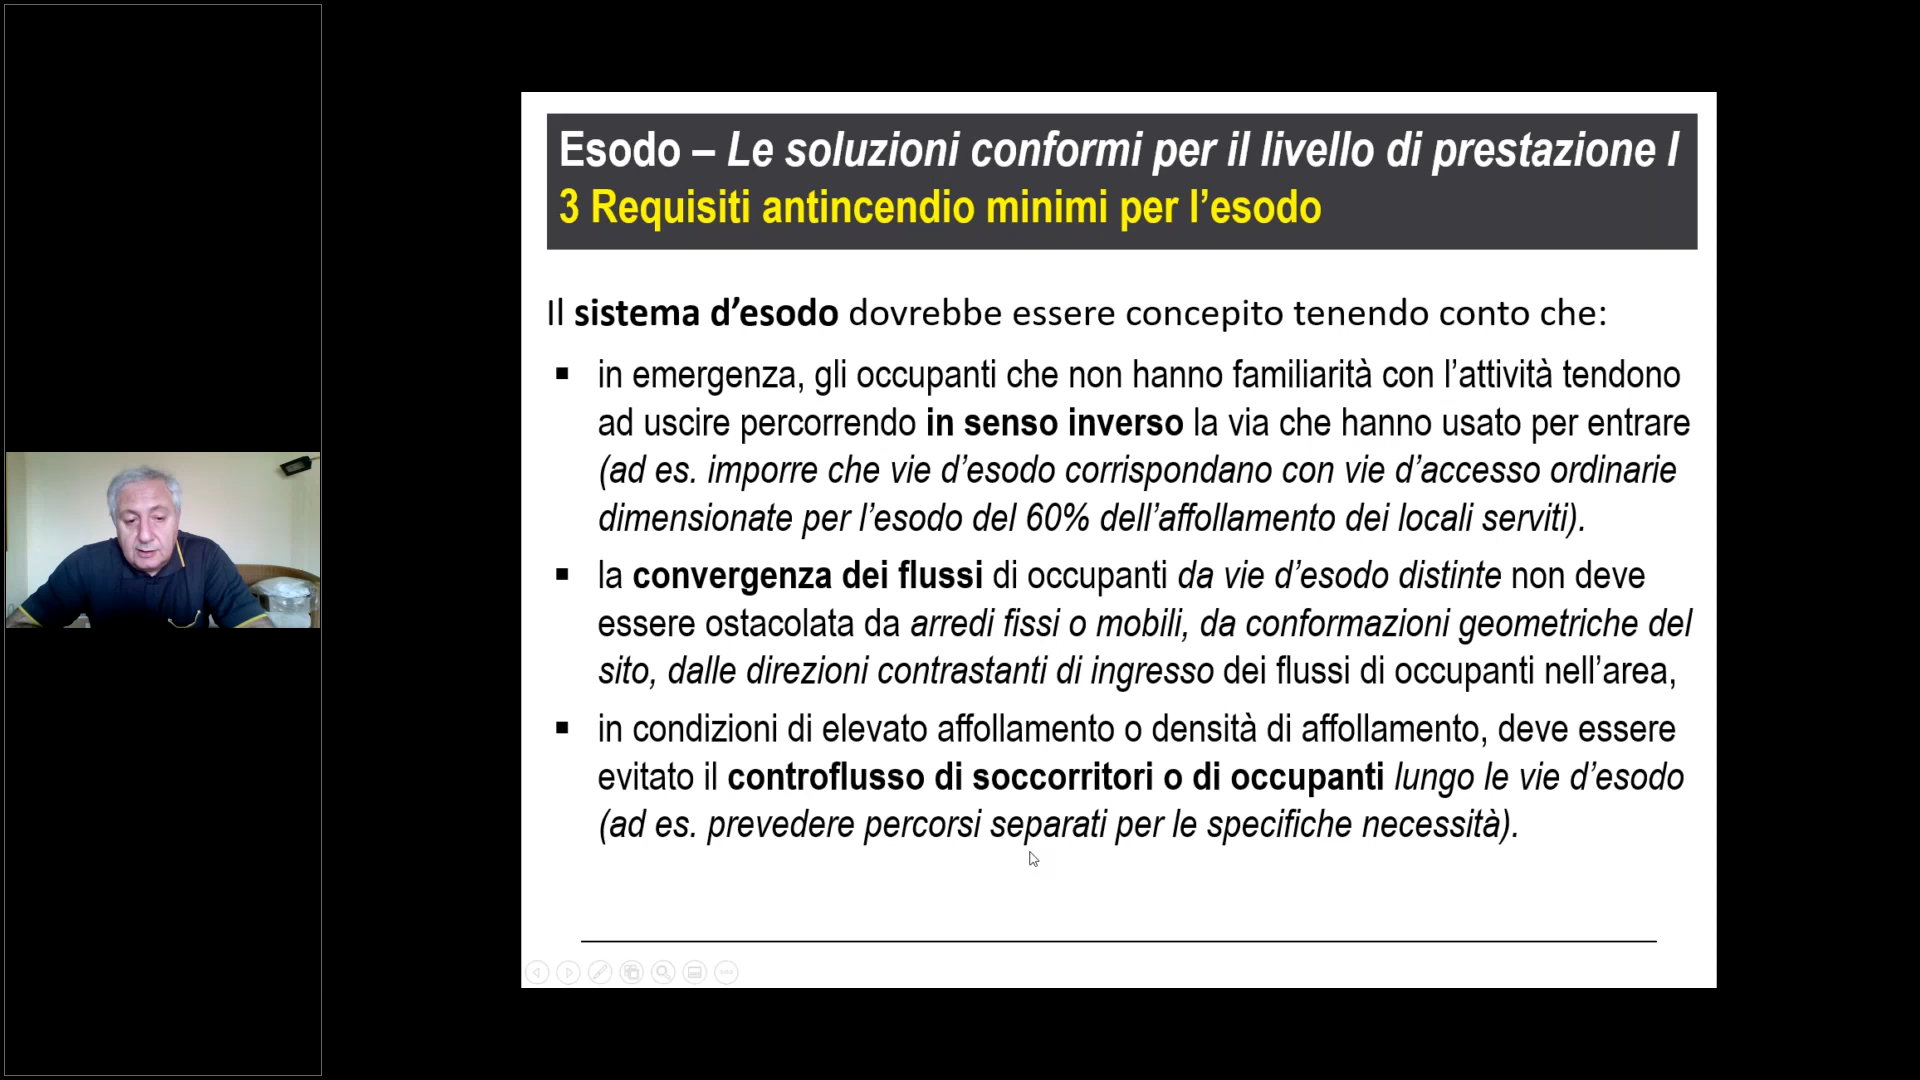 Esodo – Le soluzioni conformi per il livello di prestazione I
3 Requisiti antincendio minimi per l’esodo
Il sistema d’esodo dovrebbe essere concepito tenendo conto che:
▪ in emergenza, gli occupanti che non hanno familiarità con l’attività tendono
ad uscire percorrendo in senso inverso la via che hanno usato per entrare
(ad es. imporre che vie d’esodo corrispondano con vie d’accesso ordinarie
dimensionate per l’esodo del 60% dell’affollamento dei locali serviti).
▪ la convergenza dei flussi di occupanti da vie d’esodo distinte non deve
essere ostacolata da arredi fissi o mobili, da conformazioni geometriche del
sito, dalle direzioni contrastanti di ingresso dei flussi di occupanti nell’area,
▪ in condizioni di elevato affollamento o densità di affollamento, deve essere
evitato il controflusso di soccorritori o di occupanti lungo le vie d’esodo
(ad es. prevedere percorsi separati per le specifiche necessità).